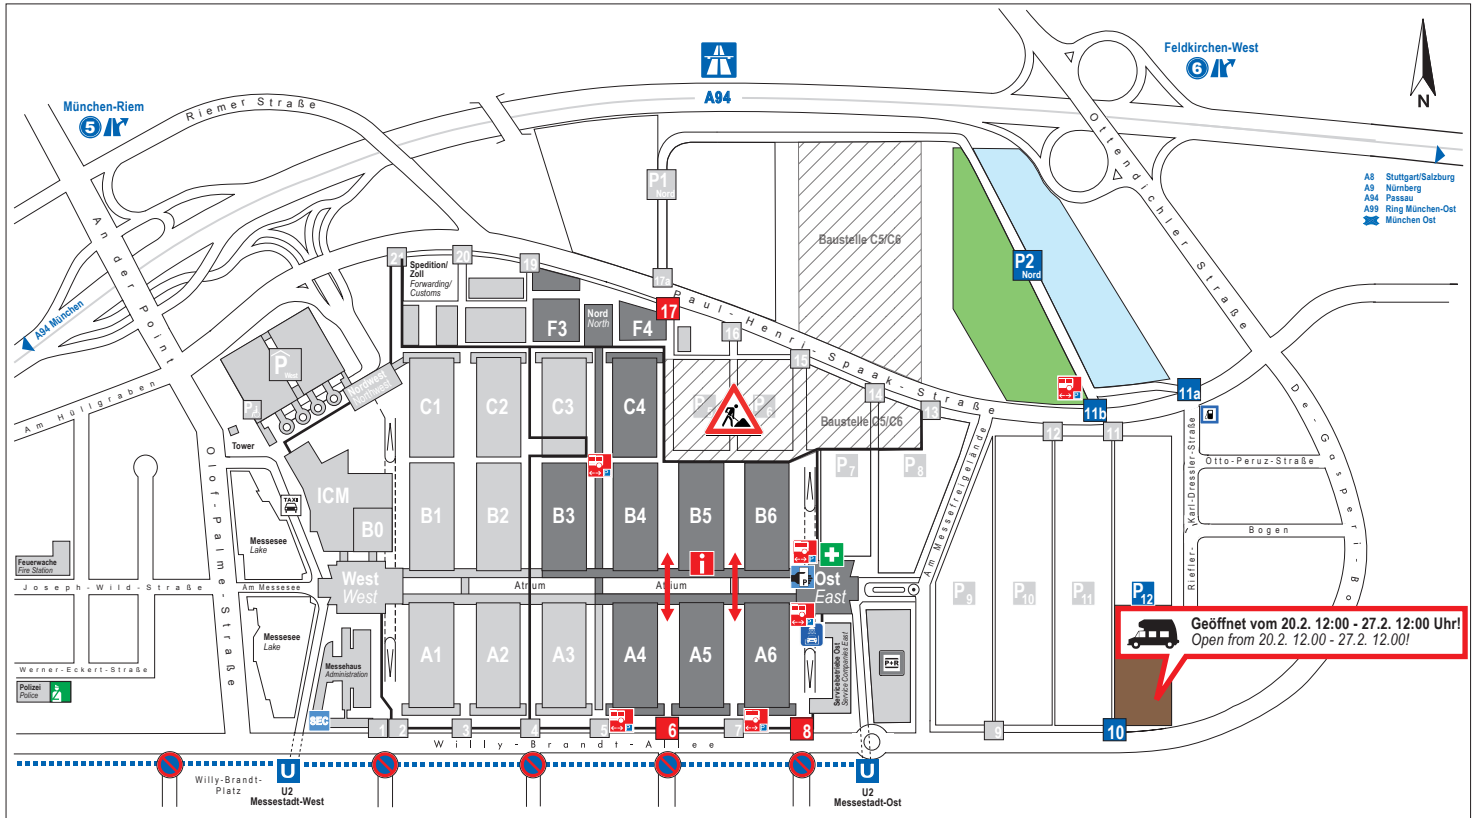 Feldkirchen-West
6
A94
N
München-Riem
5
Riemer Straße
Ottendichler Straße
A8 Stuttgart/Salzburg
A9 Nürnberg
A94 Passau
A99 Ring München-Ost
München Ost
P1
Nord
An der Point
Baustelle C5/C6
P2
Nord
21
20
19
17a
Spedition/
Zoll
Forwarding/
Customs
Paul-Henri-Spaak-Straße
17
A94 München
F3
Nord
North
F4
16
15
14
13
P
West
Nordwest
Northwest
11b
11a
Am Hüllgraben
C1
C2
C3
C4
P5
P6
Baustelle C5/C6
12
11
De-Gasperi-Bogen
Tower
P7
P8
Am Messefreigelände
Karl-Dressler-Straße
Otto-Peruz-Straße
Olof-Palme-Straße
TAXI
ICM
B0
B1
B2
B3
B4
B5
B6
Bogen
Riefler-
Messesee
Lake
Feuerwache
Fire Station
Joseph-Wild-Straße
Am Messesee
West
West
Atrium
Atrium
i
Ost
East
P9
P10
P11
P12
Geöffnet vom 20.2. 12:00 - 27.2. 12:00 Uhr!
Open from 20.2. 12.00 - 27.2. 12.00!
Messesee
Lake
Werner-Eckert-Straße
Messehaus
Administration
A1
A2
A3
A4
A5
A6
Servicebetriebe Ost
Service Companies East
P+R
Polizei
Police
SEC
1
2
3
4
5
6
7
8
9
10
Willy-Brandt-Allee
Willy-Brandt-
Platz
U
U2
Messestadt-West
U
U2
Messestadt-Ost